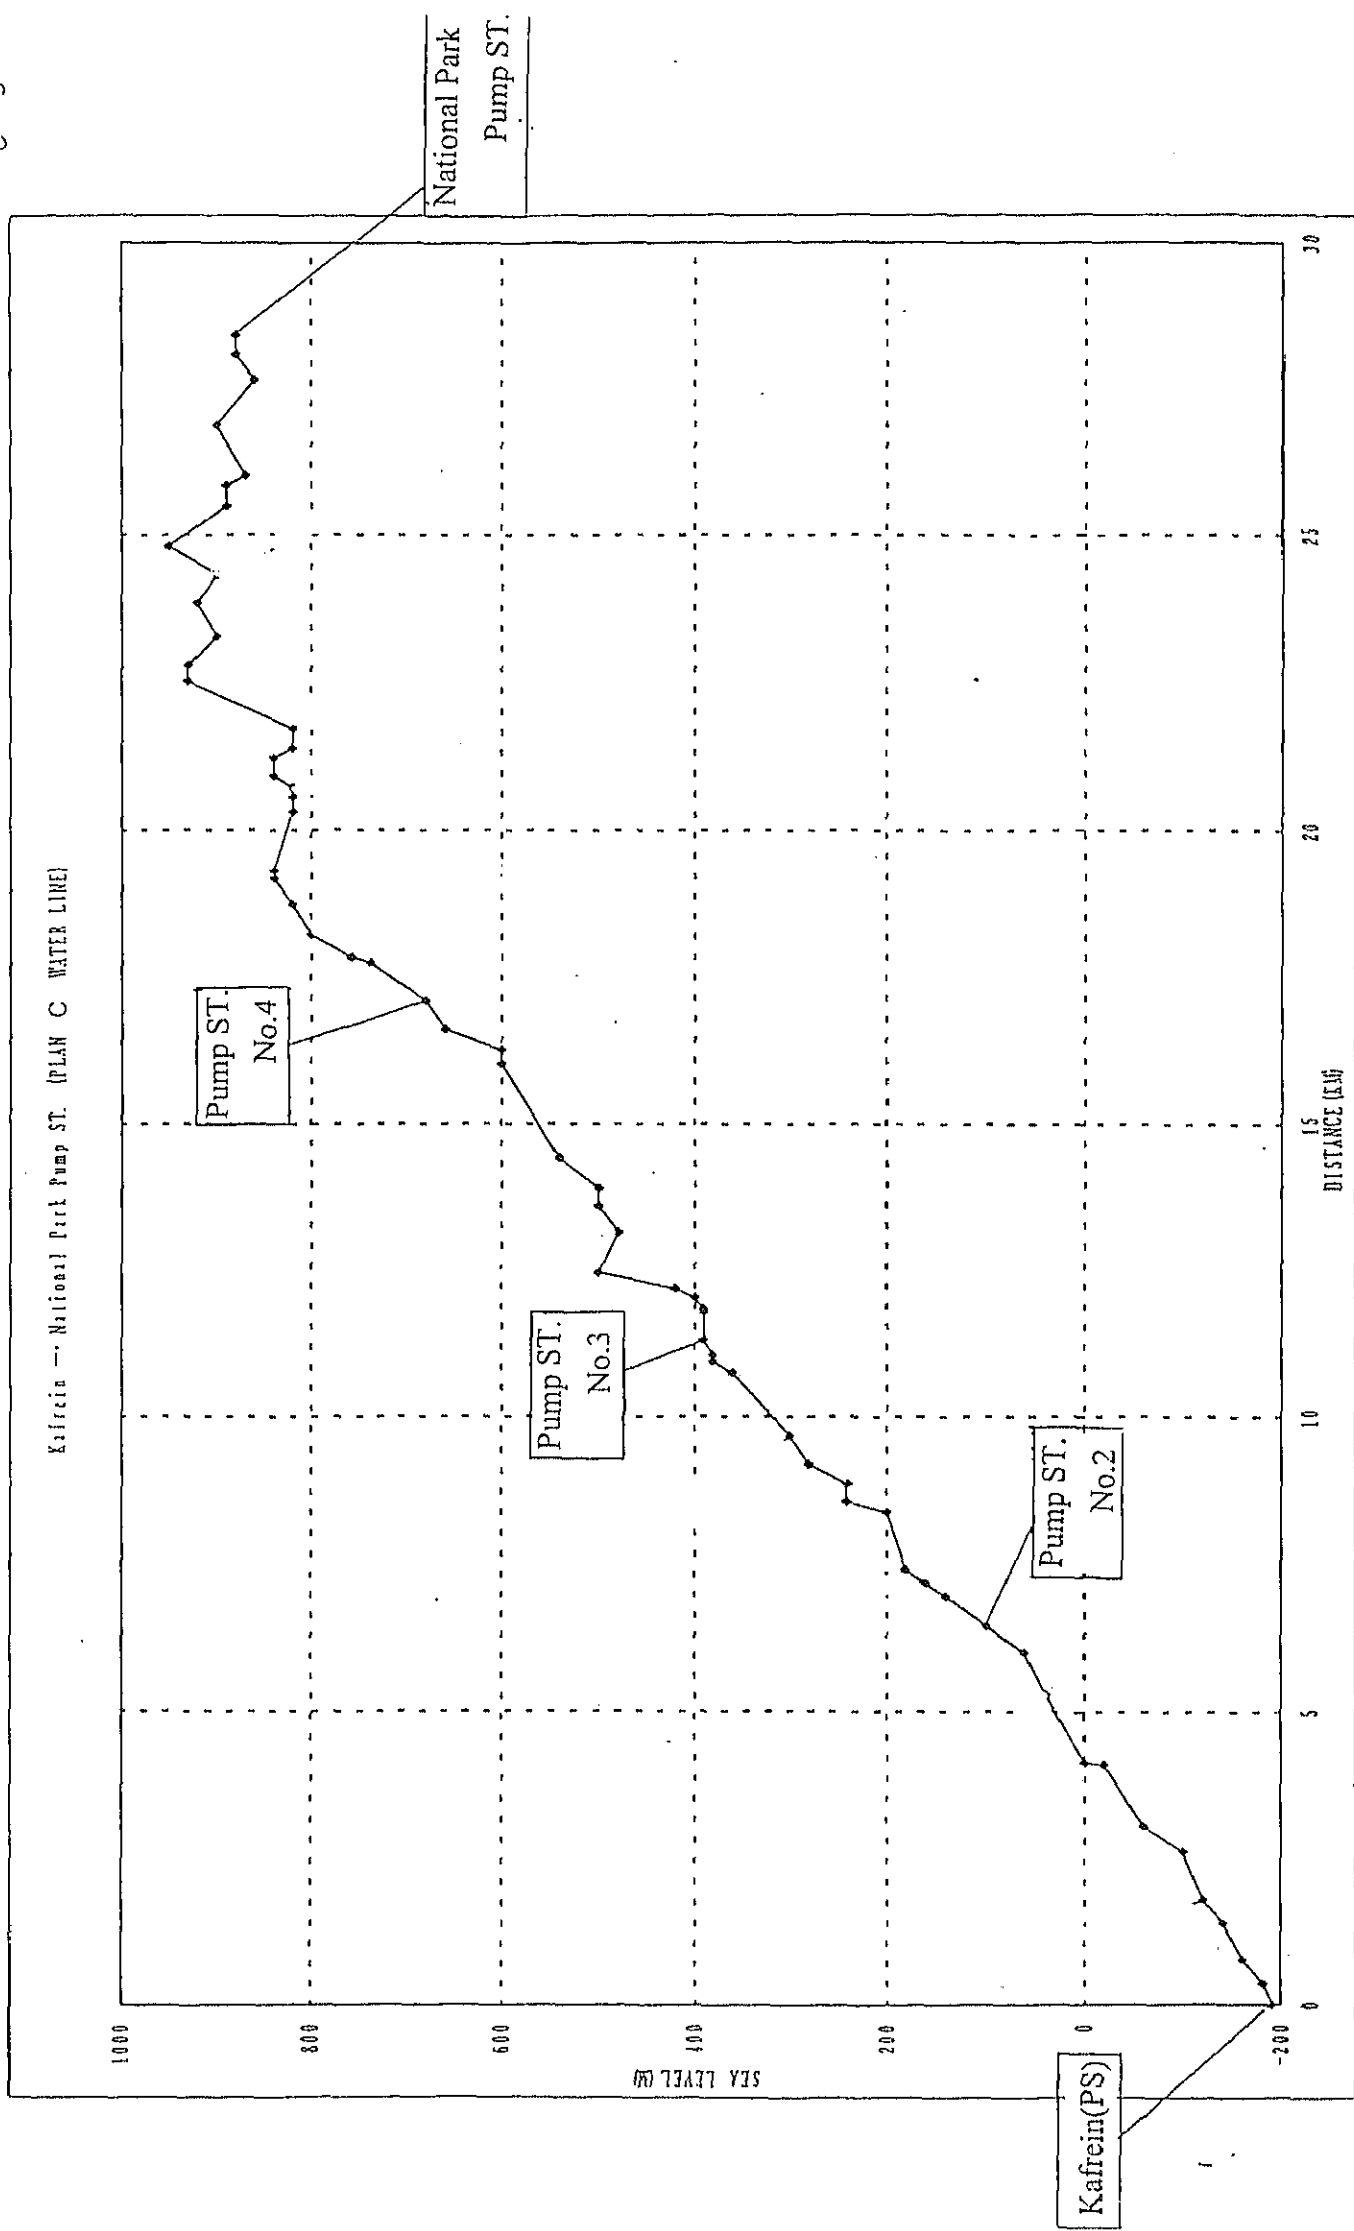 Kafrein — National Park Pump ST. (PLAN C WATER LINE)
National Park
Pump ST.
Pump ST.
No.4
Pump ST.
No.3
Pump ST.
No.2
Kafrein(PS)
SEA LEVEL (M)
1000
800
600
400
200
0
-200
0
5
10
15
20
25
30
DISTANCE (KM)